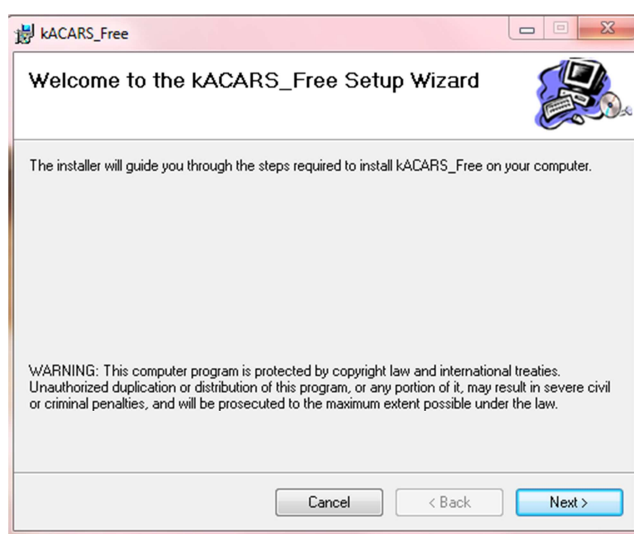 kACARS_Free
Welcome to the kACARS_Free Setup Wizard
The installer will guide you through the steps required to install kACARS_Free on your computer.
WARNING: This computer program is protected by copyright law and international treaties.
Unauthorized duplication or distribution of this program, or any portion of it, may result in severe civil
or criminal penalties, and will be prosecuted to the maximum extent possible under the law.
Cancel < Back Next >